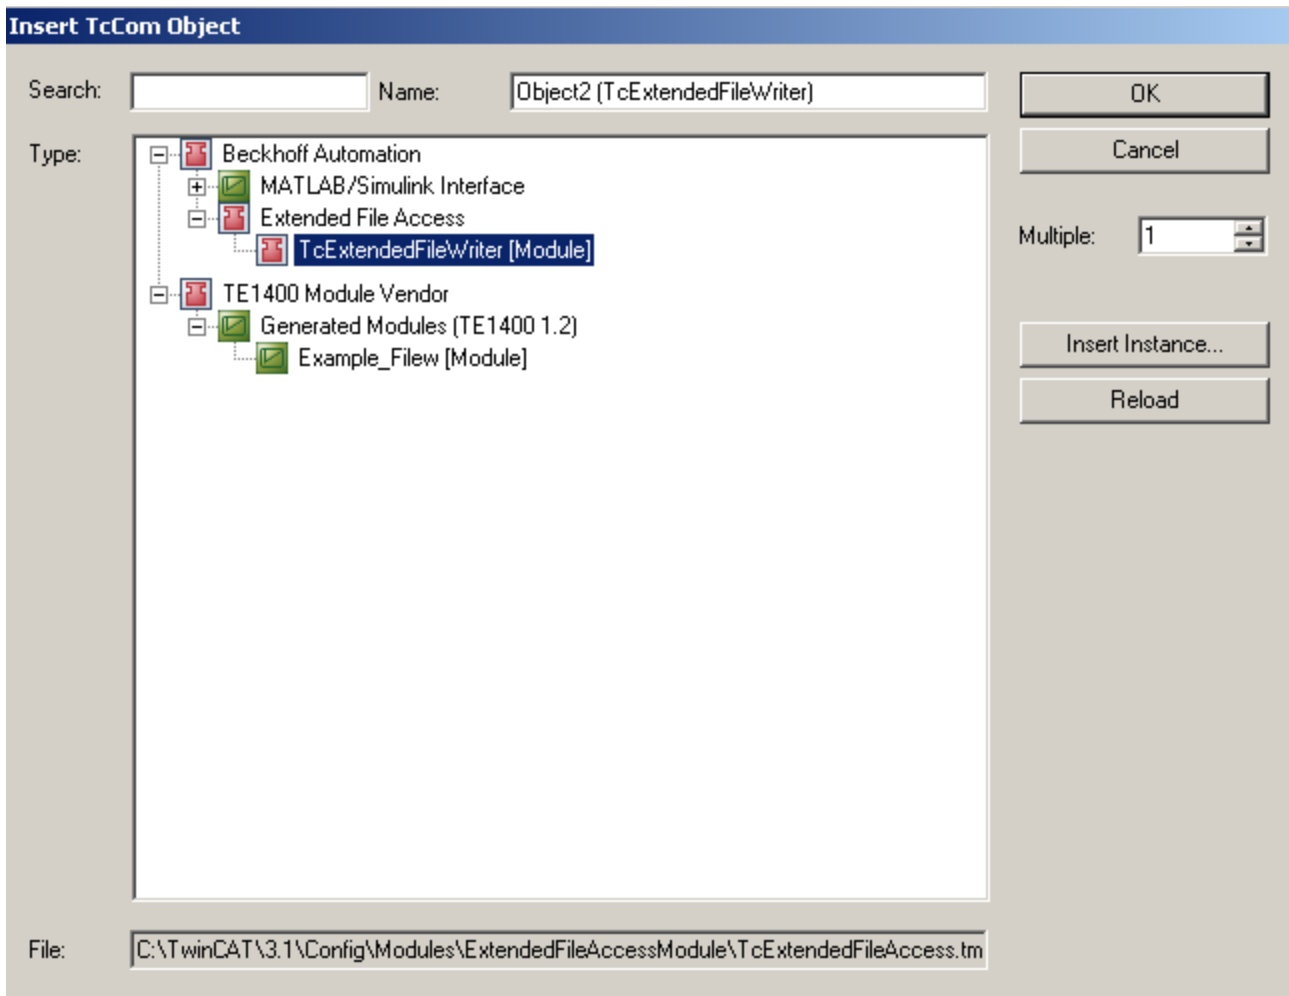 Insert TcCom Object
Search:
Name:
Object2 (TcExtendedFileWriter)
OK
Type:
Beckhoff Automation
Cancel
MATLAB/Simulink Interface
Extended File Access
Multiple:
1
TcExtendedFileWriter [Module]
TE1400 Module Vendor
Generated Modules (TE1400 1.2)
Insert Instance...
Example_Filew [Module]
Reload
File:
C:\TwinCAT\3.1\Config\Modules\ExtendedFileAccessModule\TcExtendedFileAccess.tm